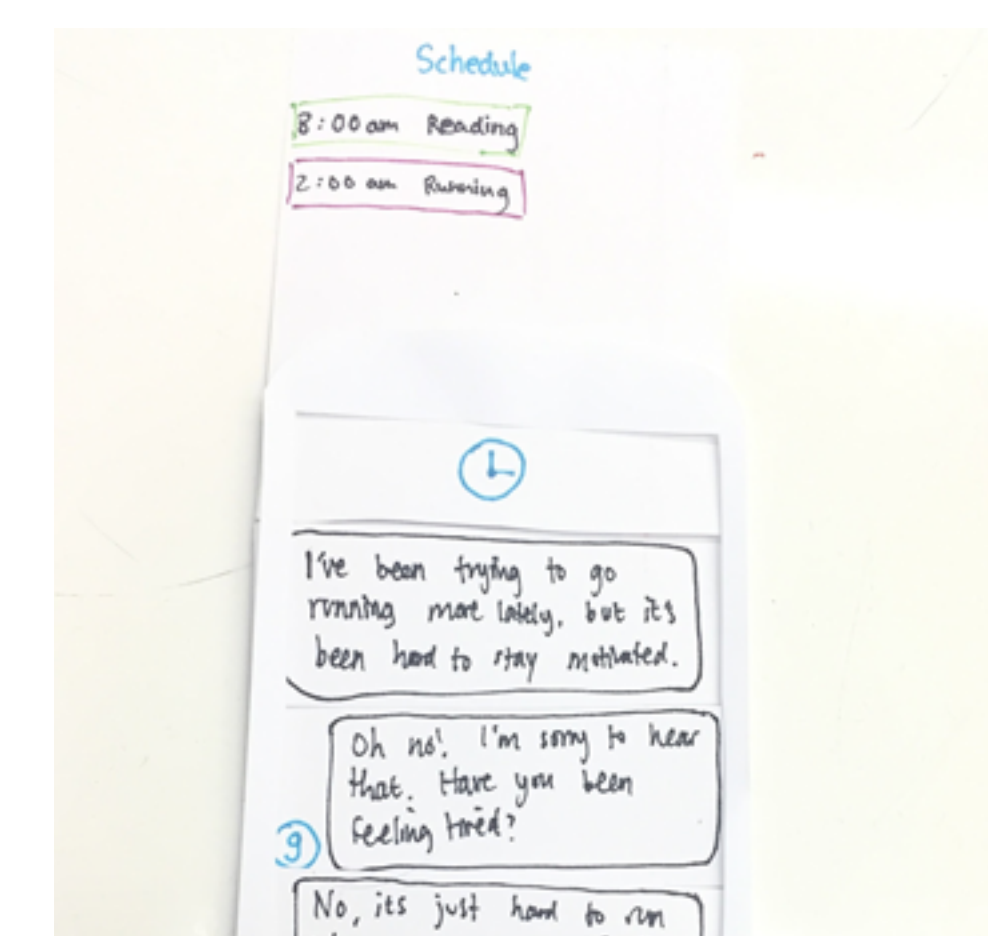 Schedule
8:00 am Reading
2:00 am Running
I've been trying to go
running more lately, but it's
been hard to stay motivated.
Oh no! I'm sorry to hear
that. Have you been
feeling tired?
9
No, its just hard to run